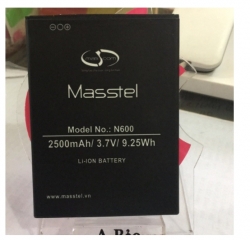 Masstel
Model No.: N600
2500mAh/ 3.7V/ 9.25Wh
LI-ION BATTERY
www.masstel.vn